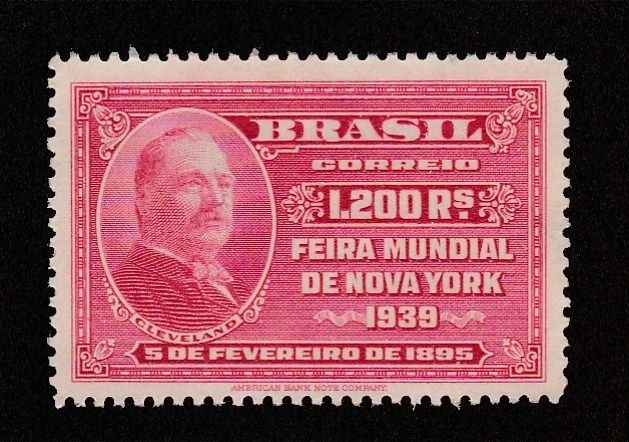 BRASIL
CORREIO
1.200 RS
FEIRA MUNDIAL
DE NOVA YORK
1939
CLEVELAND
5 DE FEVEREIRO DE 1895
AMERICAN BANK NOTE COMPANY.